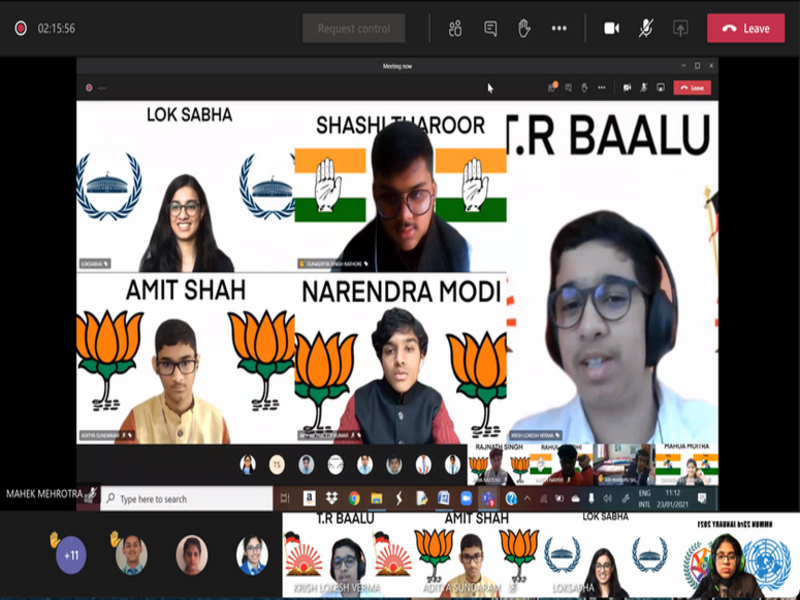 02:15:56
Request control
Leave
Meeting now
Leave
LOK SABHA
SHASHI THAROOR
T.R BAALU
LOKSABHA
GUNADITYA SINGH RATHORE
AMIT SHAH
NARENDRA MODI
ADITYA SUNDARAM
KRISH LOKESH VERMA
TS
RAJNATH SINGH
MAHUA MOITRA
MAHEK MEHROTRA
Type here to search
ENG
INTL
11:12
23/01/2021
+11
T.R BAALU
AMIT SHAH
LOK SABHA
KRISH LOKESH VERMA
ADITYA SUNDARAM
LOKSABHA